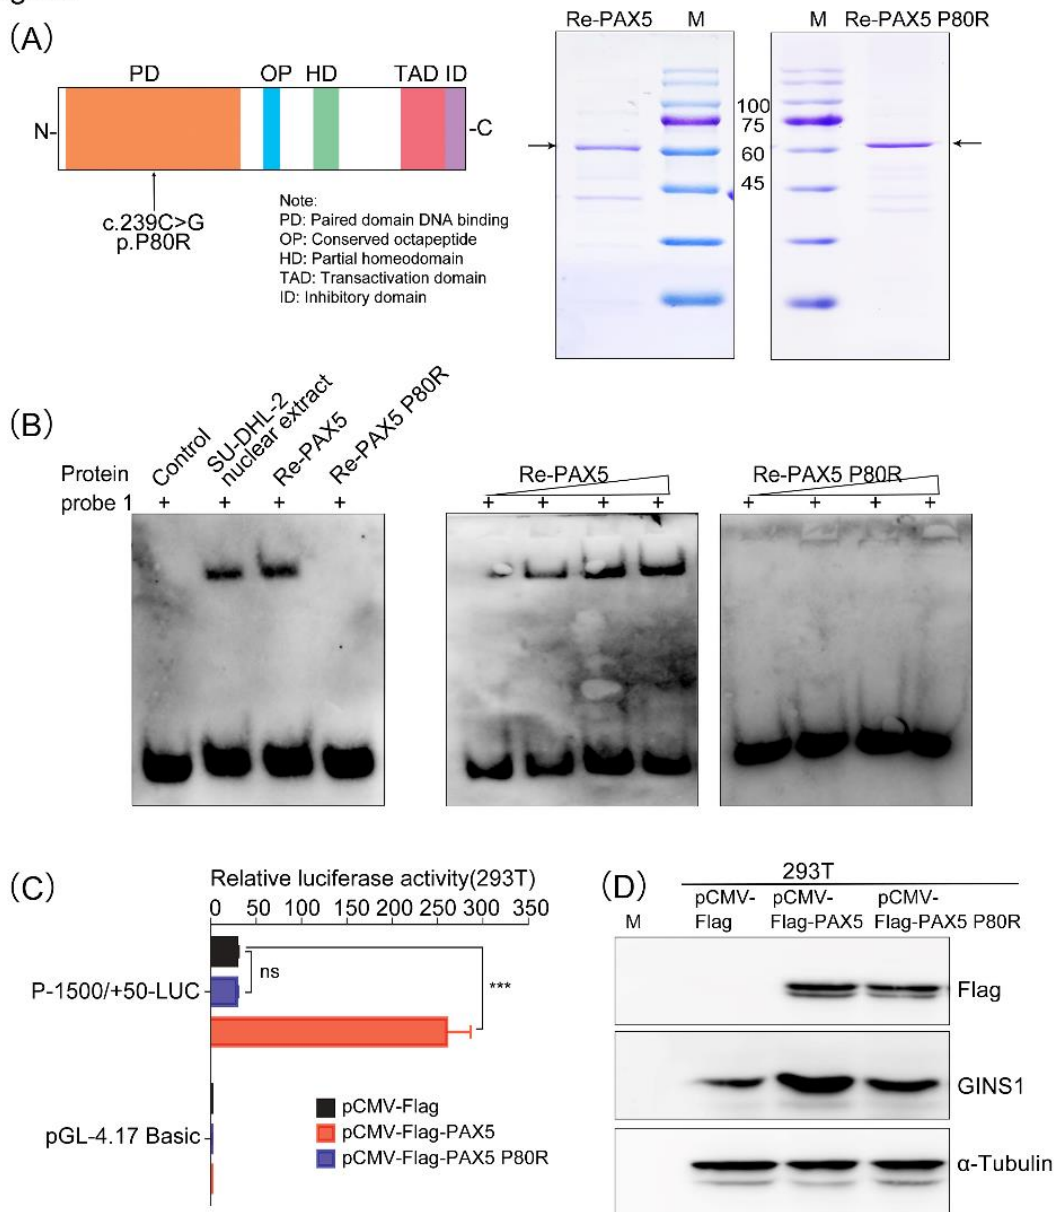 (A)
PD OP HD TAD ID
N- -C
c.239C>G
p.P80R
Note:
PD: Paired domain DNA binding
OP: Conserved octapeptide
HD: Partial homeodomain
TAD: Transactivation domain
ID: Inhibitory domain
Re-PAX5 M M Re-PAX5 P80R
100
75
60
45
(B)
Protein Control SU-DHL-2 nuclear extract Re-PAX5 Re-PAX5 P80R
probe 1 + + + +
Re-PAX5
+ + + +
Re-PAX5 P80R
+ + + +
(C)
Relative luciferase activity(293T)
0 50 100 150 200 250 300 350
ns
***
P-1500/+50-LUC
pGL-4.17 Basic
pCMV-Flag
pCMV-Flag-PAX5
pCMV-Flag-PAX5 P80R
(D)
293T
M pCMV-Flag pCMV-Flag-PAX5 pCMV-Flag-PAX5 P80R
Flag
GINS1
α-Tubulin